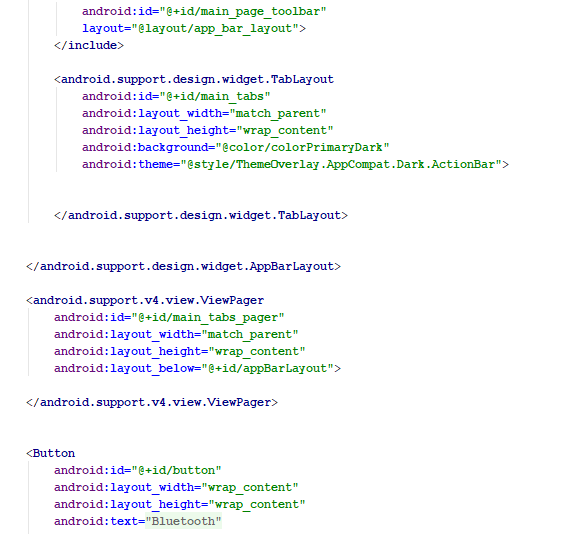 android:id="@+id/main_page_toolbar"
layout="@layout/app_bar_layout">
</include>
<android.support.design.widget.TabLayout
android:id="@+id/main_tabs"
android:layout_width="match_parent"
android:layout_height="wrap_content"
android:background="@color/colorPrimaryDark"
android:theme="@style/ThemeOverlay.AppCompat.Dark.ActionBar">
</android.support.design.widget.TabLayout>
</android.support.design.widget.AppBarLayout>
<android.support.v4.view.ViewPager
android:id="@+id/main_tabs_pager"
android:layout_width="match_parent"
android:layout_height="wrap_content"
android:layout_below="@+id/appBarLayout">
</android.support.v4.view.ViewPager>
<Button
android:id="@+id/button"
android:layout_width="wrap_content"
android:layout_height="wrap_content"
android:text="Bluetooth"